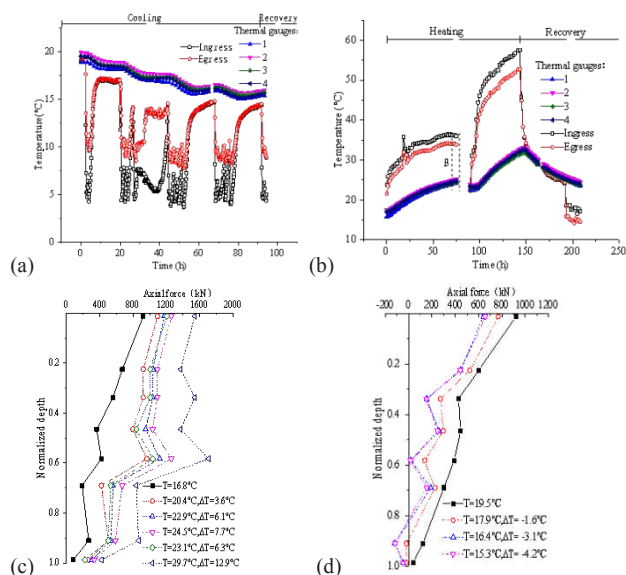 Cooling
Recovery
Ingress
Egress
Thermal gauges:
1
2
3
4
Temperature (°C)
35
30
25
20
15
10
5
0
0 20 40 60 80 100
Time (h)
(a)
Heating
Recovery
Thermal gauges:
1
2
3
4
Ingress
Egress
B
Temperature (°C)
60
50
40
30
20
10
0 50 100 150 200 250
Time (h)
(b)
Axial force (kN)
0 400 800 1200 1600 2000
Normalized depth
0.2
0.4
0.6
0.8
1.0
T=16.8°C
T=20.4°C,ΔT=3.6°C
T=22.9°C,ΔT=6.1°C
T=24.5°C,ΔT=7.7°C
T=23.1°C,ΔT=6.3°C
T=29.7°C,ΔT=12.9°C
(c)
Axial force (kN)
-200 0 200 400 600 800 1000 1200
Normalized depth
0.2
0.4
0.6
0.8
1.0
T=19.5°C
T=17.9°C,ΔT= -1.6°C
T=16.4°C,ΔT= -3.1°C
T=15.3°C,ΔT= -4.2°C
(d)